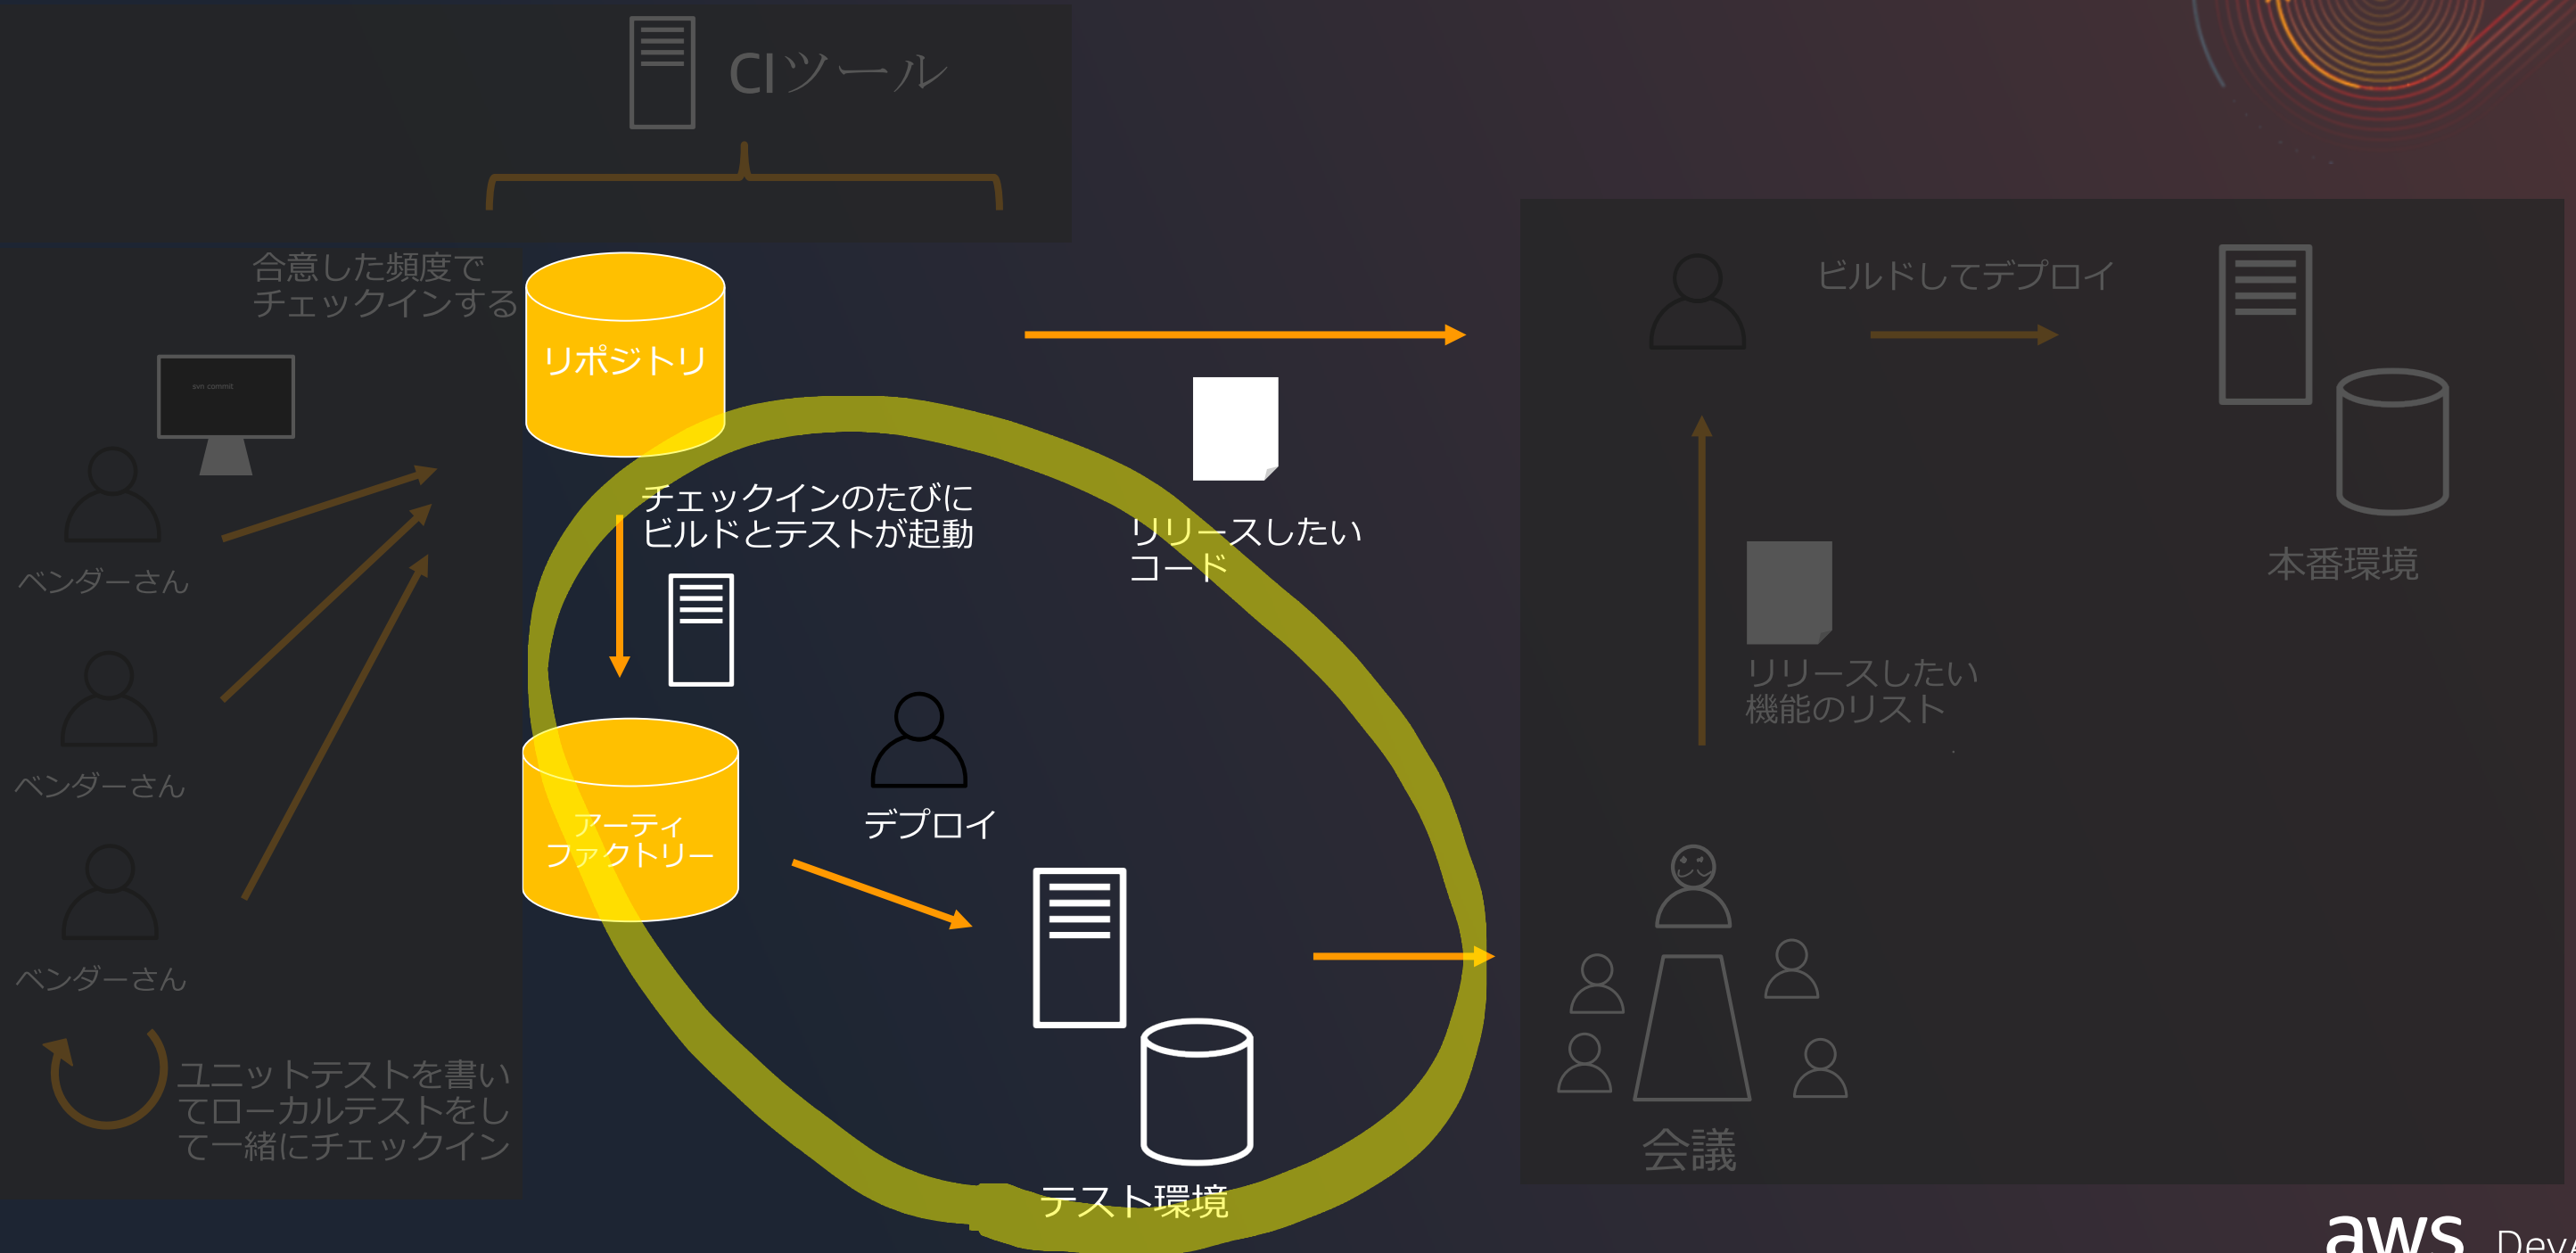 CIツール
合意した頻度で
チェックインする
svn commit
ベンダーさん
ベンダーさん
ベンダーさん
ユニットテストを書い
てローカルテストをし
て一緒にチェックイン
リポジトリ
チェックインのたびに
ビルドとテストが起動
アーティ
ファクトリー
デプロイ
テスト環境
リリースしたい
コード
ビルドしてデプロイ
本番環境
リリースしたい
機能のリスト
会議
aws